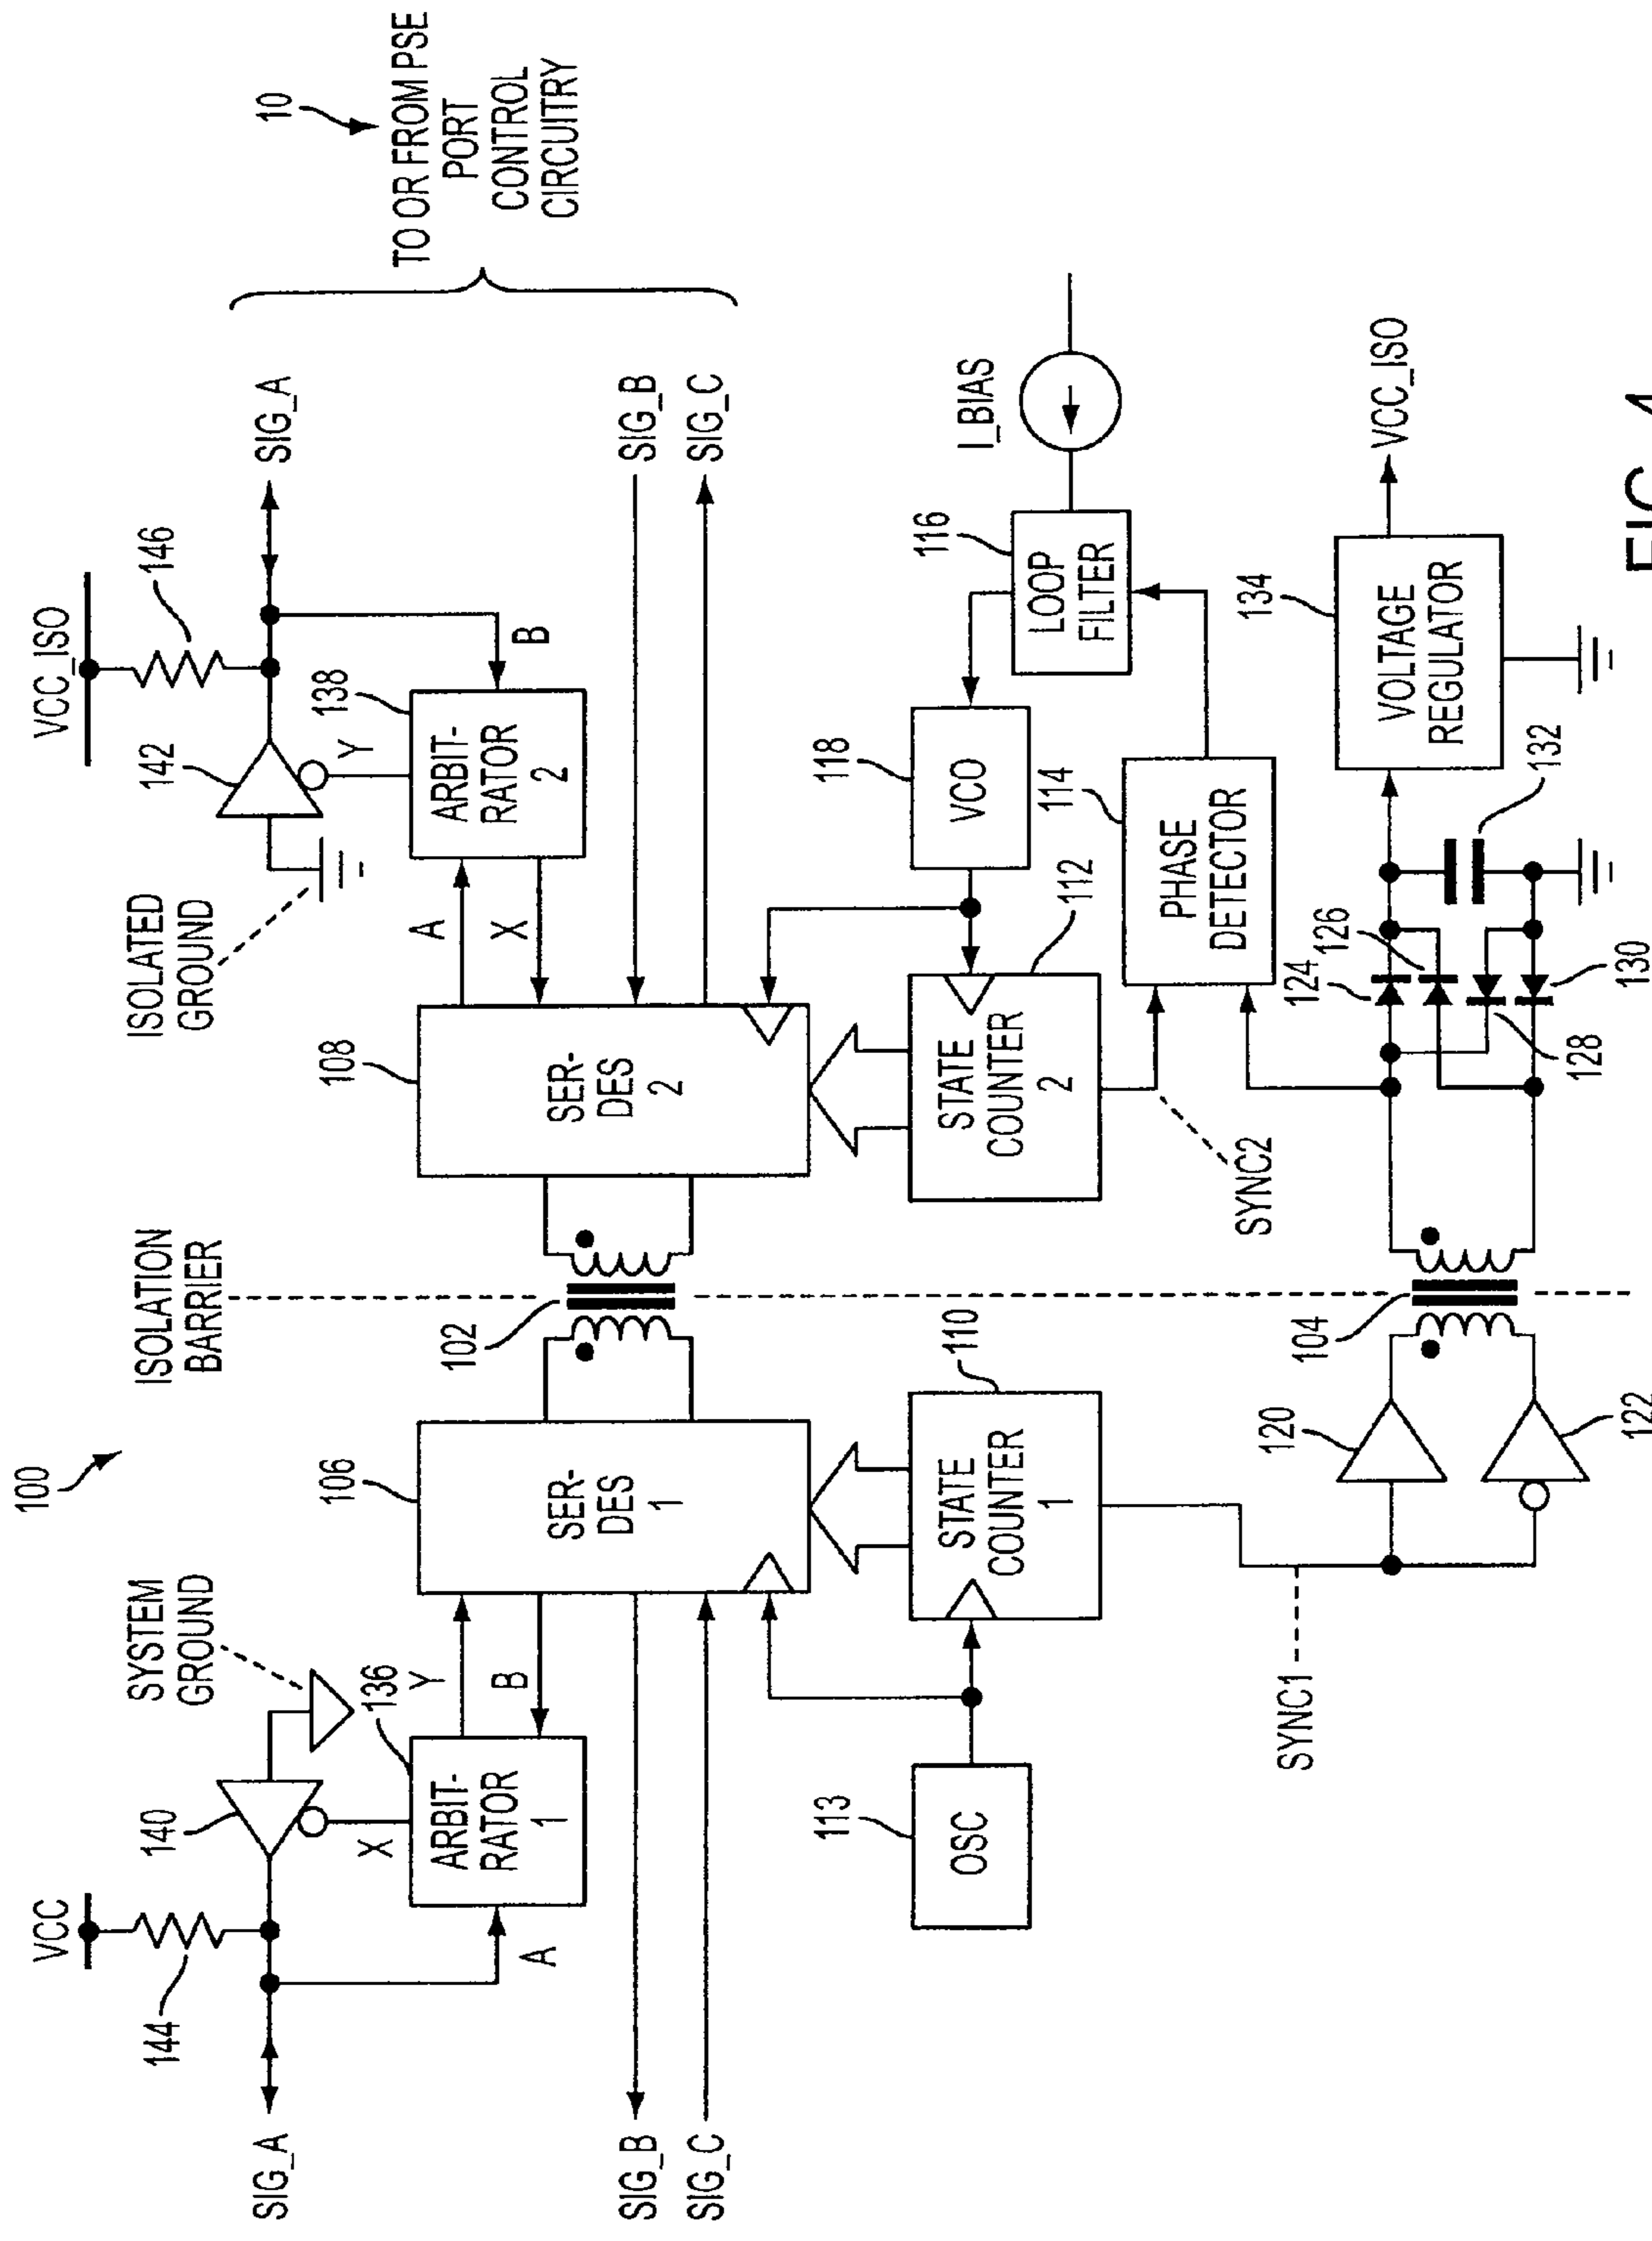 100
10
TO OR FROM PSE
PORT
CONTROL
CIRCUITRY
VCC
144
140
SYSTEM
GROUND
ISOLATION
BARRIER
ISOLATED
GROUND
142
VCC_ISO
146
SIG_A
SIG_A
X
136
ARBIT-
RATOR
1
A
Y
B
106
SER-
DES
1
102
108
SER-
DES
2
A
X
Y
138
ARBIT-
RATOR
2
B
SIG_B
SIG_C
SIG_B
SIG_C
113
OSC
110
STATE
COUNTER
1
STATE
COUNTER
2
112
118
VCO
116
LOOP
FILTER
I_BIAS
114
PHASE
DETECTOR
SYNC1
SYNC2
120
122
104
124
126
128
130
132
134
VOLTAGE
REGULATOR
VCC_ISO
FIG. 4